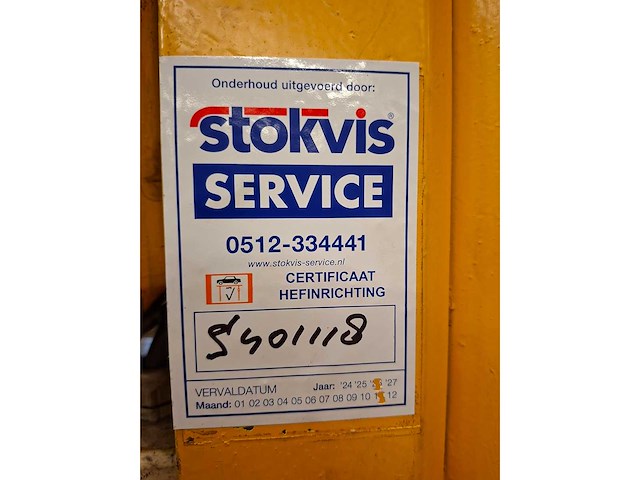 Onderhoud uitgevoerd door:
stokvis®
SERVICE
0512-334441
www.stokvis-service.nl
CERTIFICAAT
HEFINRICHTING
S401118
VERVALDATUM Jaar: '24 '25 '27
Maand: 01 02 03 04 05 06 07 08 09 10 12